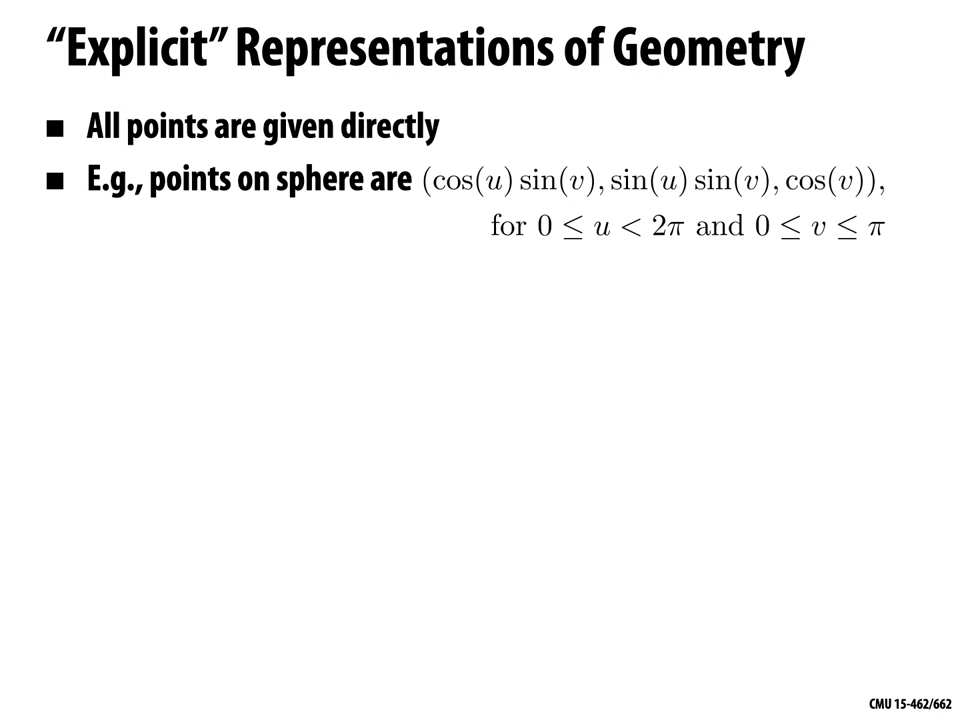 “Explicit” Representations of Geometry
■ All points are given directly
■ E.g., points on sphere are (cos(u) sin(v), sin(u) sin(v), cos(v)),
for 0 ≤ u < 2π and 0 ≤ v ≤ π
CMU 15-462/662